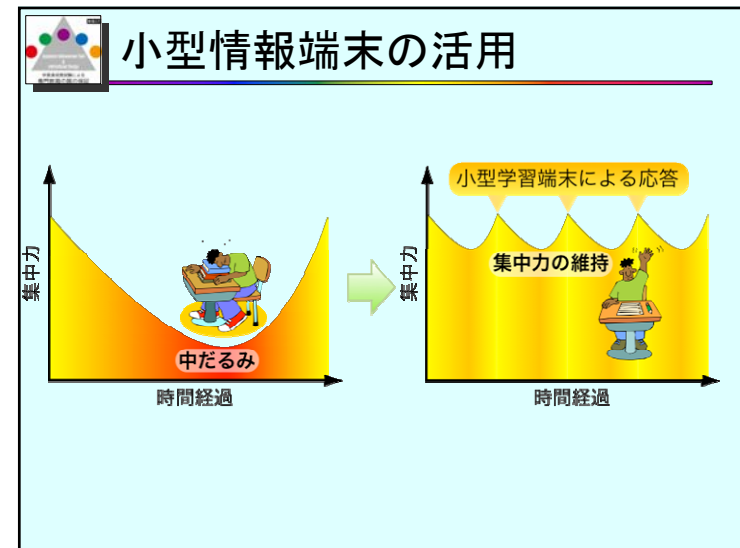 小型情報端末の活用
集中力
中だるみ
時間経過
小型学習端末による応答
集中力
集中力の維持
時間経過